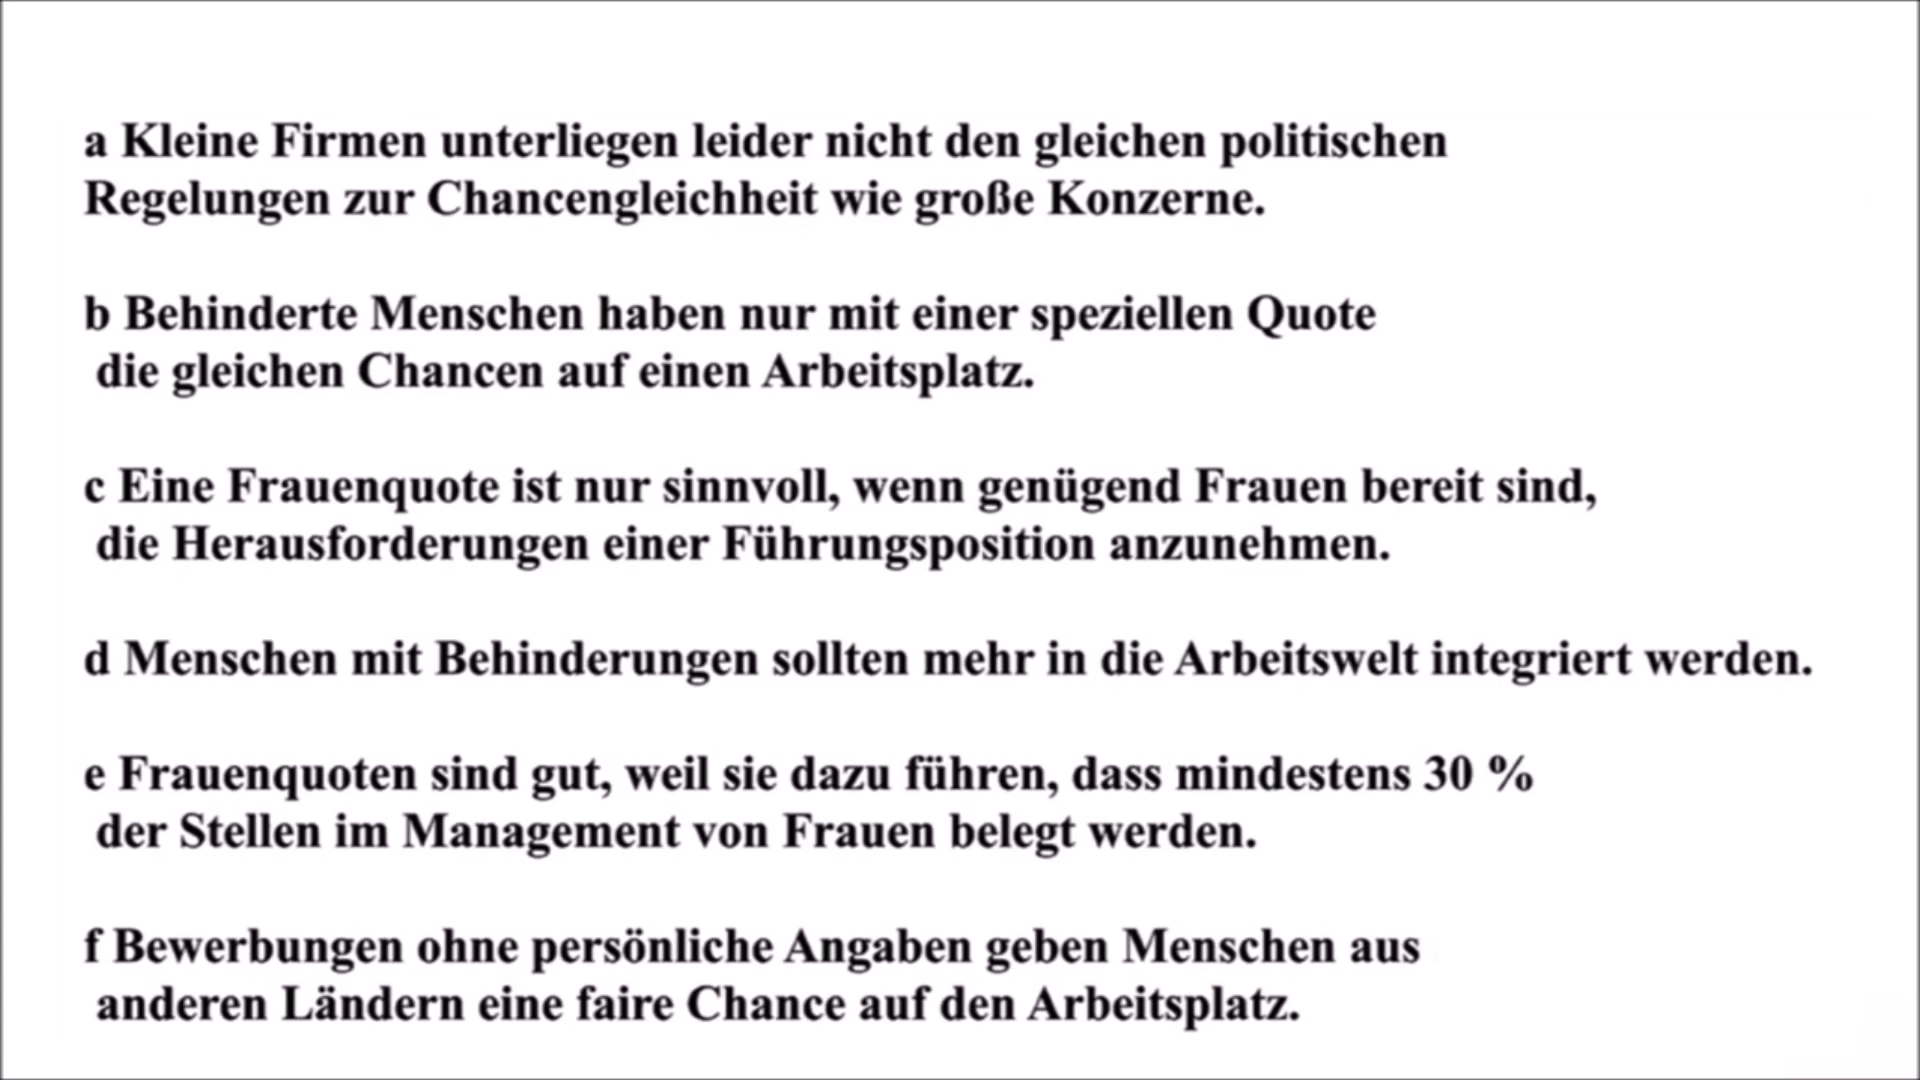 a Kleine Firmen unterliegen leider nicht den gleichen politischen
Regelungen zur Chancengleichheit wie große Konzerne.
b Behinderte Menschen haben nur mit einer speziellen Quote
die gleichen Chancen auf einen Arbeitsplatz.
c Eine Frauenquote ist nur sinnvoll, wenn genügend Frauen bereit sind,
die Herausforderungen einer Führungsposition anzunehmen.
d Menschen mit Behinderungen sollten mehr in die Arbeitswelt integriert werden.
e Frauenquoten sind gut, weil sie dazu führen, dass mindestens 30 %
der Stellen im Management von Frauen belegt werden.
f Bewerbungen ohne persönliche Angaben geben Menschen aus
anderen Ländern eine faire Chance auf den Arbeitsplatz.